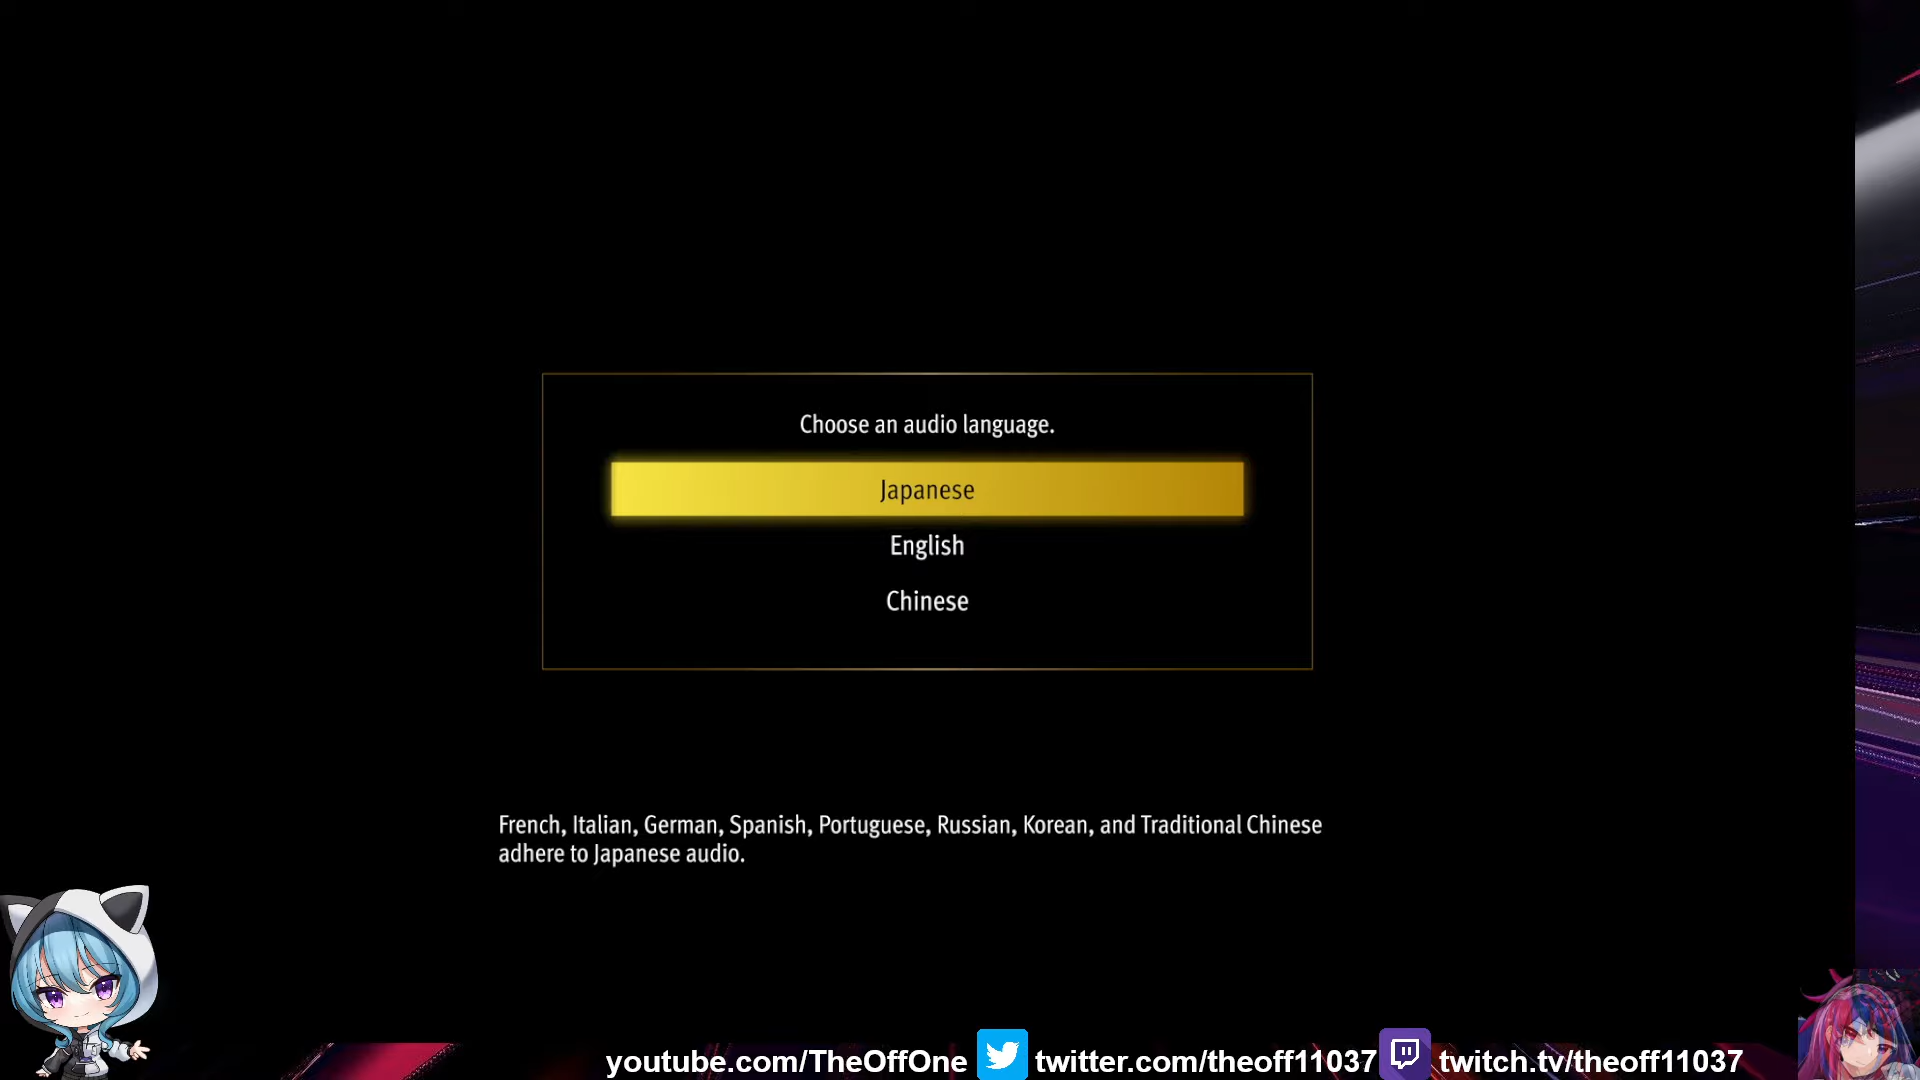 Choose an audio language.
Japanese
English
Chinese
French, Italian, German, Spanish, Portuguese, Russian, Korean, and Traditional Chinese
adhere to Japanese audio.
youtube.com/TheOffOne twitter.com/theoff11037 twitch.tv/theoff11037